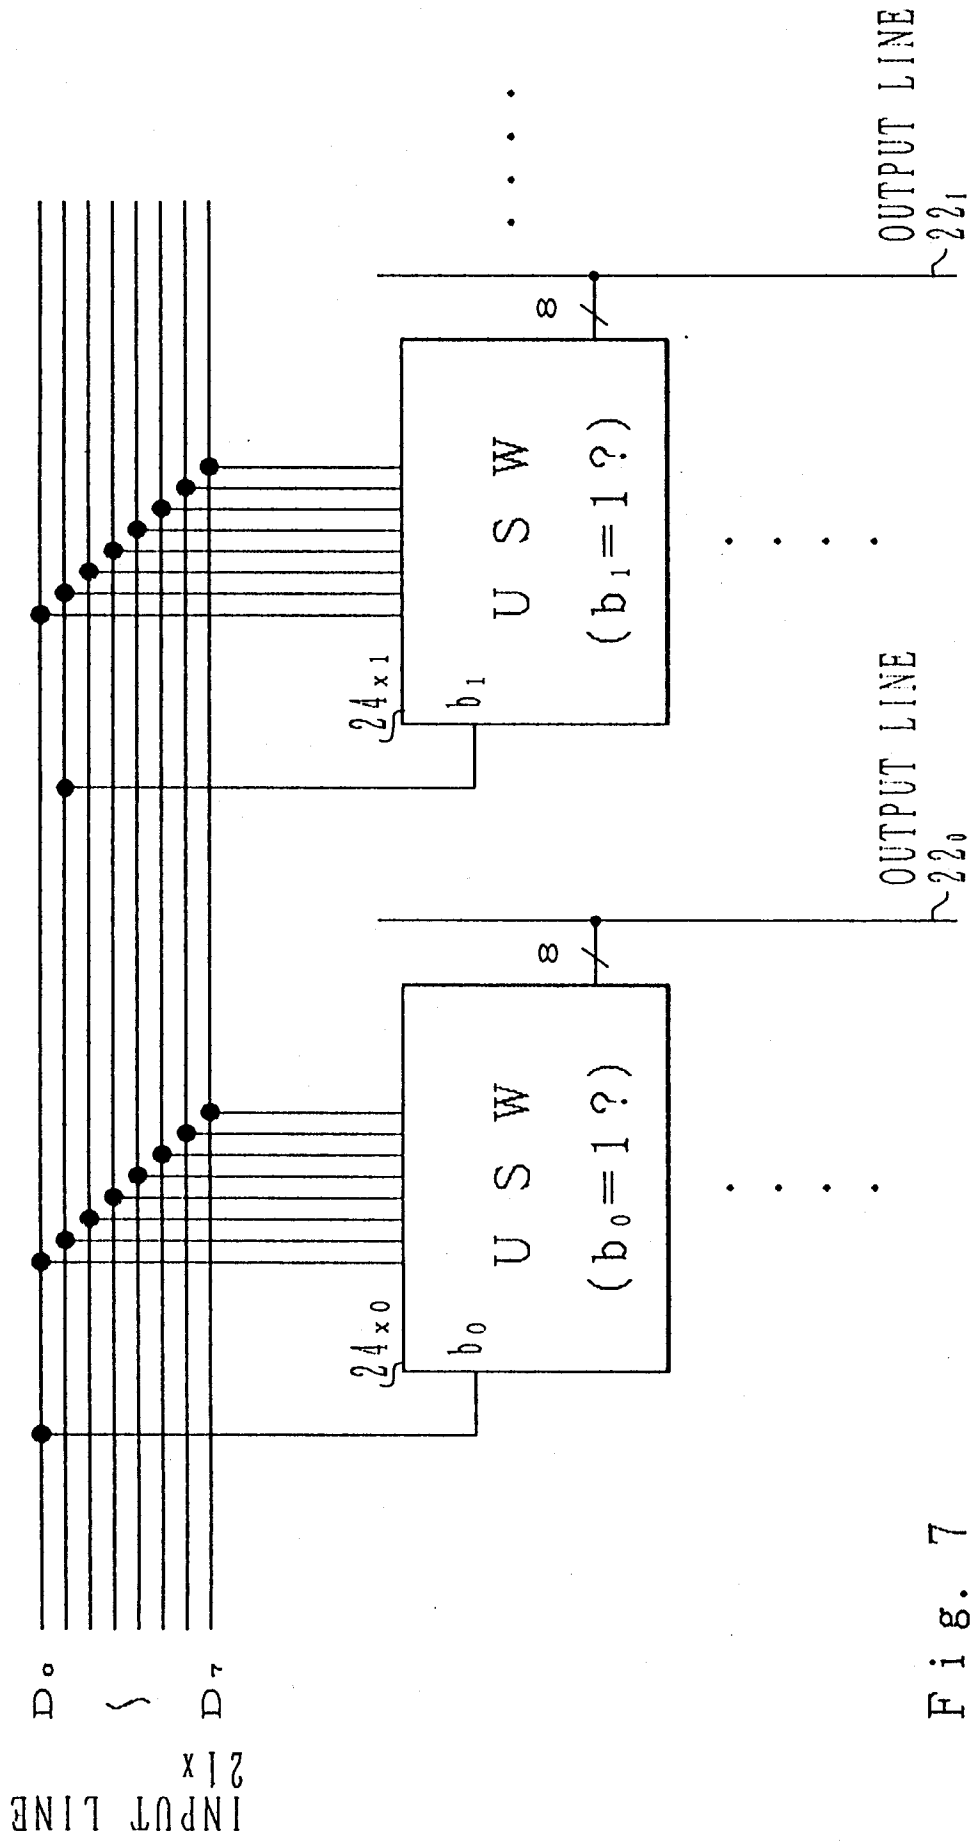 INPUT LINE
21x
D₀
∫
D₇
24x0
b₀
U S W
(b₀=1?)
8
OUTPUT LINE
22₀
24x1
b₁
U S W
(b₁=1?)
8
OUTPUT LINE
22₁
Fig. 7